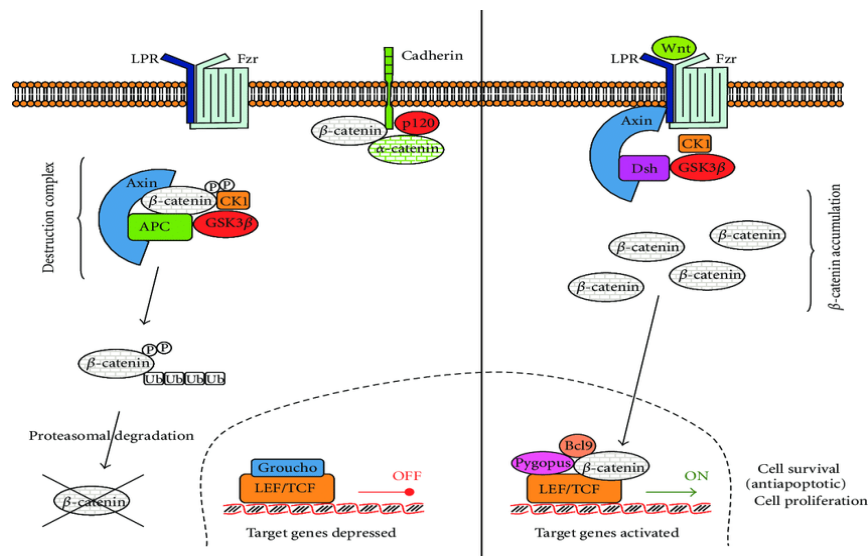 LPR
Fzr
Cadherin
β-catenin
p120
α-catenin
Destruction complex
Axin
P P
β-catenin
CK1
APC
GSK3β
P P
β-catenin
Ub Ub Ub Ub
Proteasomal degradation
β-catenin
Groucho
LEF/TCF
OFF
Target genes depressed
Wnt
LPR
Fzr
Axin
CK1
Dsh
GSK3β
β-catenin
β-catenin
β-catenin
β-catenin
β-catenin accumulation
Bcl9
Pygopus
β-catenin
LEF/TCF
ON
Target genes activated
Cell survival
(antiapoptotic)
Cell proliferation